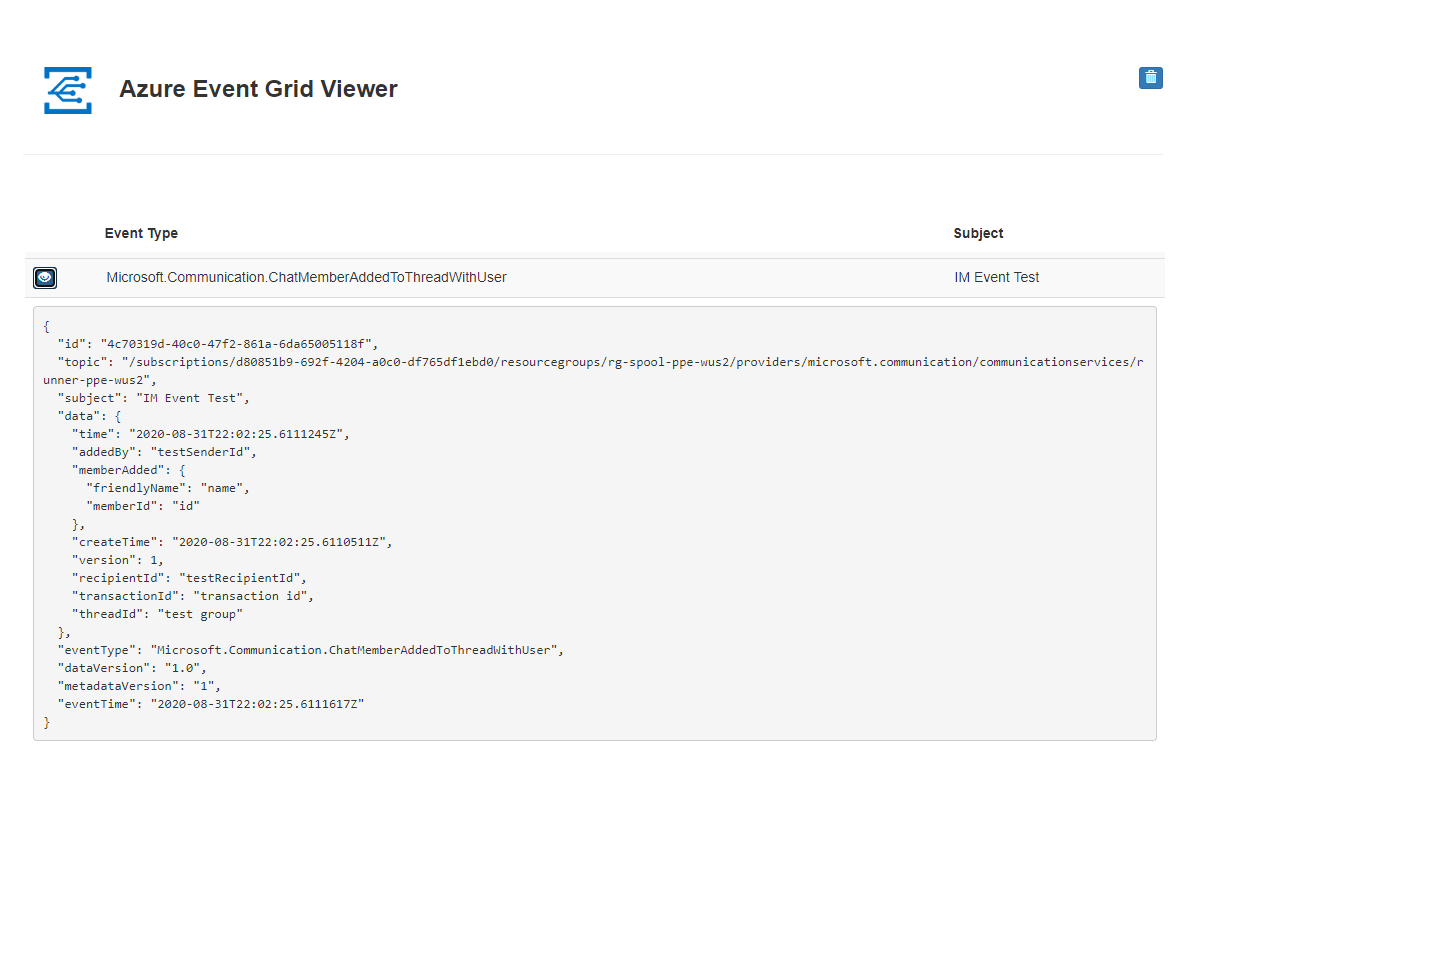 Azure Event Grid Viewer
Event Type Subject
Microsoft.Communication.ChatMemberAddedToThreadWithUser IM Event Test
{
  "id": "4c70319d-40c0-47f2-861a-6da65005118f",
  "topic": "/subscriptions/d80851b9-692f-4204-a0c0-df765df1ebd0/resourcegroups/rg-spool-ppe-wus2/providers/microsoft.communication/communicationservices/r
unner-ppe-wus2",
  "subject": "IM Event Test",
  "data": {
    "time": "2020-08-31T22:02:25.6111245Z",
    "addedBy": "testSenderId",
    "memberAdded": {
      "friendlyName": "name",
      "memberId": "id"
    },
    "createTime": "2020-08-31T22:02:25.6110511Z",
    "version": 1,
    "recipientId": "testRecipientId",
    "transactionId": "transaction id",
    "threadId": "test group"
  },
  "eventType": "Microsoft.Communication.ChatMemberAddedToThreadWithUser",
  "dataVersion": "1.0",
  "metadataVersion": "1",
  "eventTime": "2020-08-31T22:02:25.6111617Z"
}